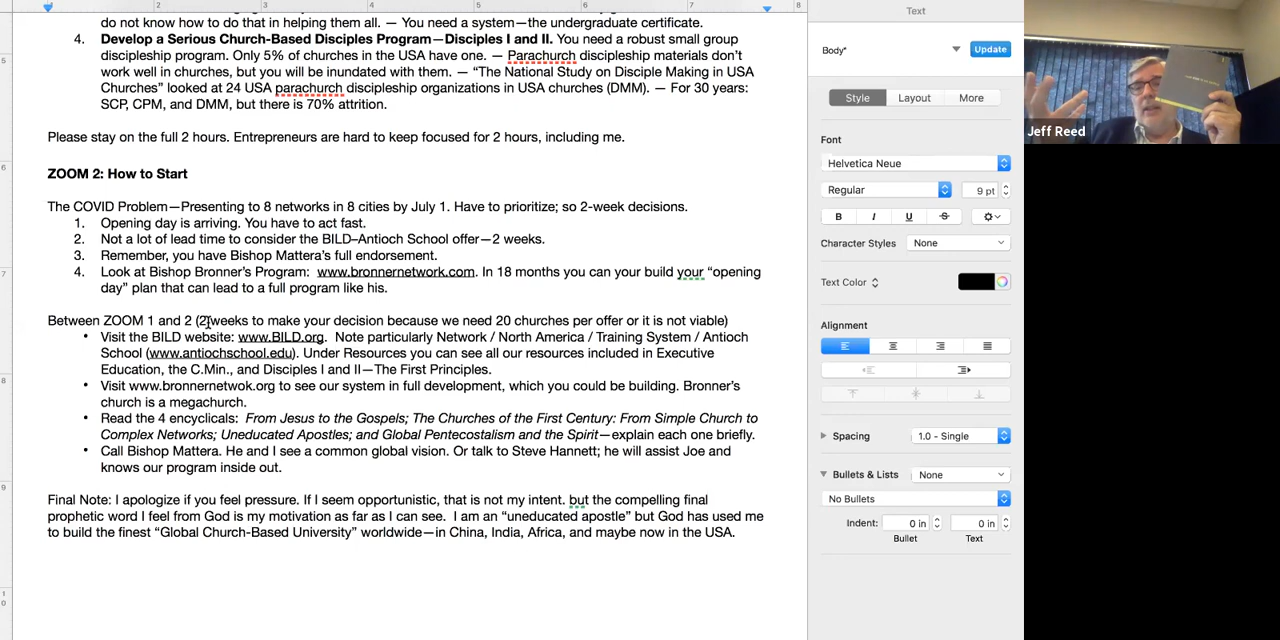 Text
1 2 3 4 5 6 7 8
do not know how to do that in helping them all. — You need a system—the undergraduate certificate.
4. Develop a Serious Church-Based Disciples Program—Disciples I and II. You need a robust small group
discipleship program. Only 5% of churches in the USA have one. — Parachurch discipleship materials don't
work well in churches, but you will be inundated with them. — “The National Study on Disciple Making in USA
Churches” looked at 24 USA parachurch discipleship organizations in USA churches (DMM). — For 30 years:
SCP, CPM, and DMM, but there is 70% attrition.
Please stay on the full 2 hours. Entrepreneurs are hard to keep focused for 2 hours, including me.
ZOOM 2: How to Start
The COVID Problem—Presenting to 8 networks in 8 cities by July 1. Have to prioritize; so 2-week decisions.
1. Opening day is arriving. You have to act fast.
2. Not a lot of lead time to consider the BILD–Antioch School offer—2 weeks.
3. Remember, you have Bishop Mattera's full endorsement.
4. Look at Bishop Bronner's Program: www.bronnernetwork.com. In 18 months you can your build your “opening
day” plan that can lead to a full program like his.
Between ZOOM 1 and 2 (2 weeks to make your decision because we need 20 churches per offer or it is not viable)
• Visit the BILD website: www.BILD.org. Note particularly Network / North America / Training System / Antioch
School (www.antiochschool.edu). Under Resources you can see all our resources included in Executive
Education, the C.Min., and Disciples I and II—The First Principles.
• Visit www.bronnernetwok.org to see our system in full development, which you could be building. Bronner's
church is a megachurch.
• Read the 4 encyclicals: From Jesus to the Gospels; The Churches of the First Century: From Simple Church to
Complex Networks; Uneducated Apostles; and Global Pentecostalism and the Spirit—explain each one briefly.
• Call Bishop Mattera. He and I see a common global vision. Or talk to Steve Hannett; he will assist Joe and
knows our program inside out.
Final Note: I apologize if you feel pressure. If I seem opportunistic, that is not my intent. but the compelling final
prophetic word I feel from God is my motivation as far as I can see. I am an “uneducated apostle” but God has used me
to build the finest “Global Church-Based University” worldwide—in China, India, Africa, and maybe now in the USA.
5
6
7
8
9
1
0
Body*
Update
Style Layout More
Font
Helvetica Neue
Regular 9 pt
B I U S
Character Styles None
Text Color
Alignment
Spacing 1.0 - Single
Bullets & Lists None
No Bullets
Indent: 0 in 0 in
Bullet Text
Jeff Reed